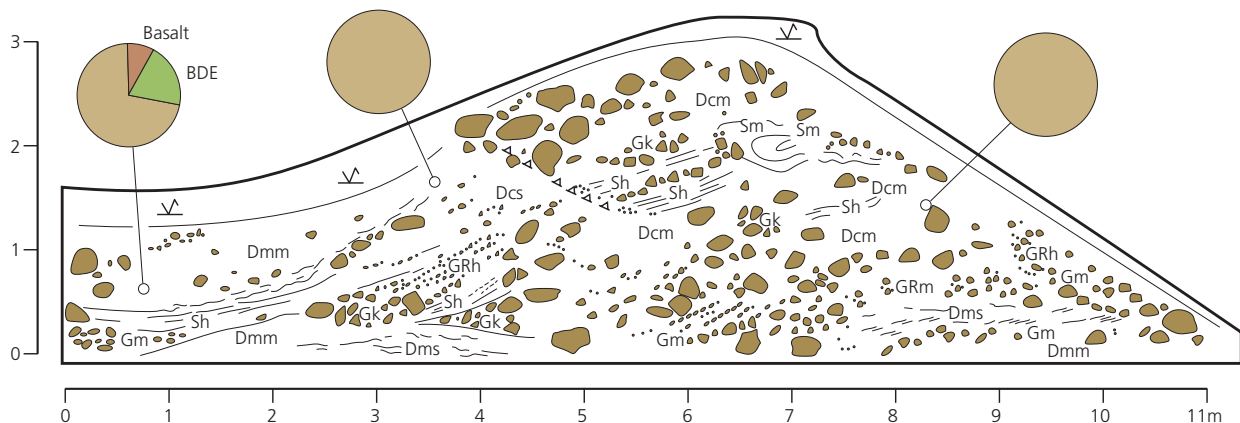 Basalt
BDE
3
2
1
0
Dcm
Sm
Sm
Gk
Sh
Sh
Dcs
Dcm
Sh
Gk
Dcm
Dcm
Dmm
GRh
GRh
Gm
GRm
Sh
Gk
Gk
Dms
Sh
Gm
Dmm
Dms
Gm
Gm
Dmm
0
1
2
3
4
5
6
7
8
9
10
11m